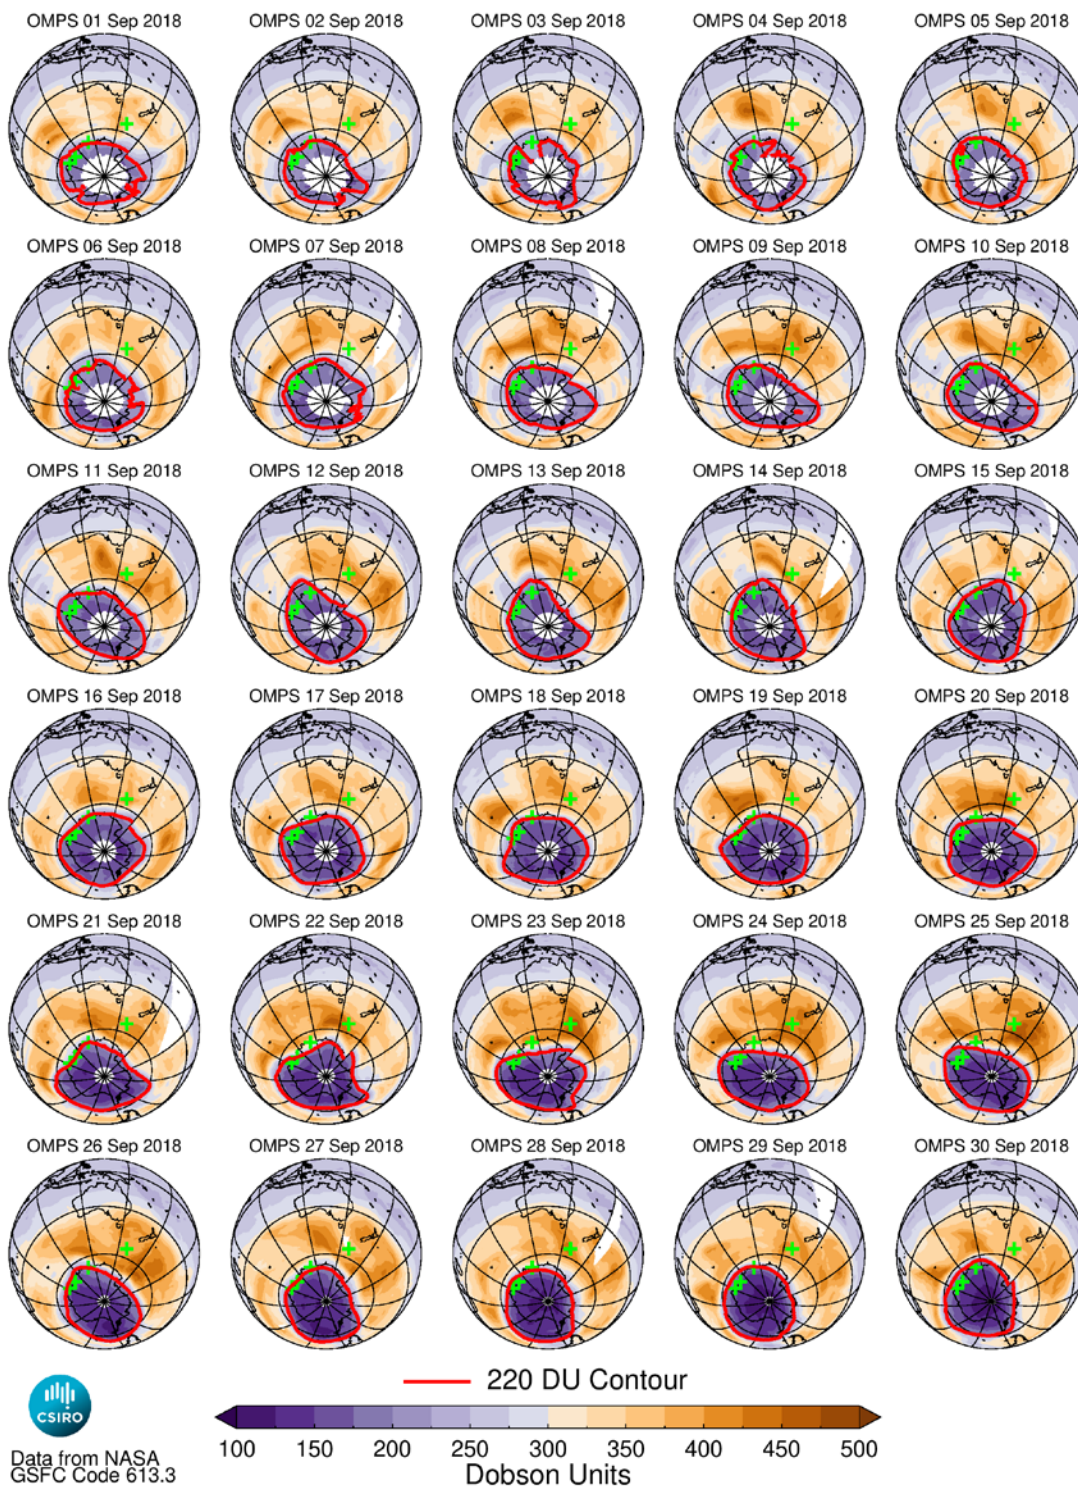 OMPS 01 Sep 2018 OMPS 02 Sep 2018 OMPS 03 Sep 2018 OMPS 04 Sep 2018 OMPS 05 Sep 2018
OMPS 06 Sep 2018 OMPS 07 Sep 2018 OMPS 08 Sep 2018 OMPS 09 Sep 2018 OMPS 10 Sep 2018
OMPS 11 Sep 2018 OMPS 12 Sep 2018 OMPS 13 Sep 2018 OMPS 14 Sep 2018 OMPS 15 Sep 2018
OMPS 16 Sep 2018 OMPS 17 Sep 2018 OMPS 18 Sep 2018 OMPS 19 Sep 2018 OMPS 20 Sep 2018
OMPS 21 Sep 2018 OMPS 22 Sep 2018 OMPS 23 Sep 2018 OMPS 24 Sep 2018 OMPS 25 Sep 2018
OMPS 26 Sep 2018 OMPS 27 Sep 2018 OMPS 28 Sep 2018 OMPS 29 Sep 2018 OMPS 30 Sep 2018
220 DU Contour
CSIRO
100 150 200 250 300 350 400 450 500
Dobson Units
Data from NASA
GSFC Code 613.3